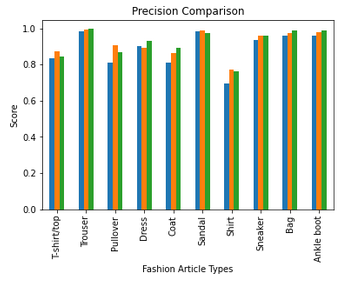 Precision Comparison
1.0
0.8
0.6
0.4
0.2
0.0
Score
T-shirt/top
Trouser
Pullover
Dress
Coat
Sandal
Shirt
Sneaker
Bag
Ankle boot
Fashion Article Types